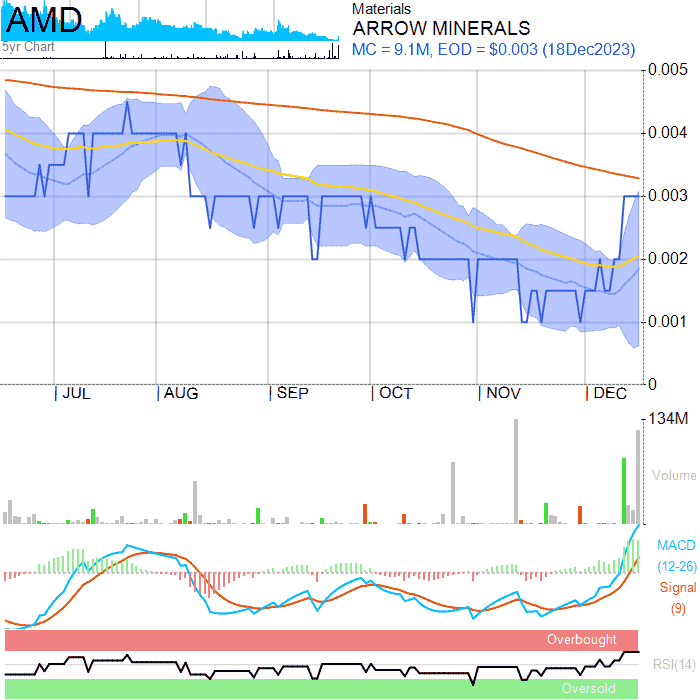 AMD
5yr Chart
Materials
ARROW MINERALS
MC = 9.1M, EOD = $0.003 (18Dec2023)
0.005
0.004
0.003
0.002
0.001
0
JUL
AUG
SEP
OCT
NOV
DEC
134M
Volume
MACD
(12-26)
Signal
(9)
Overbought
RSI(14)
Oversold